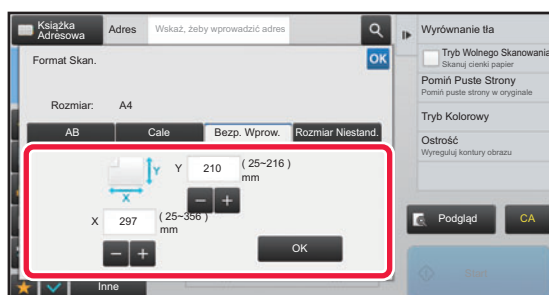 Książka
Adresowa
Adres
Wskaż, żeby wprowadzić adres
Format Skan.
OK
Rozmiar: A4
AB
Cale
Bezp. Wprow.
Rozmiar Niestand.
Y
Y 210 ( 25~216 )
mm
X
X 297 ( 25~356 )
mm
OK
Inne
Wyrównanie tła
Tryb Wolnego Skanowania
Skanuj cienki papier
Pomiń Puste Strony
Pomiń puste strony w oryginale
Tryb Kolorowy
Ostrość
Wyreguluj kontury obrazu
Podgląd
CA
Start